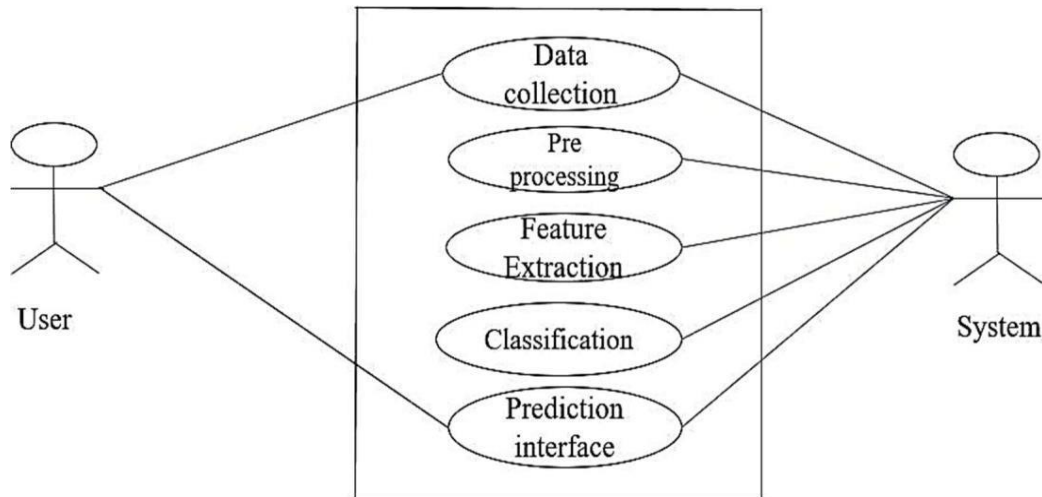 Data
collection
Pre
processing
Feature
Extraction
User
System
Classification
Prediction
interface